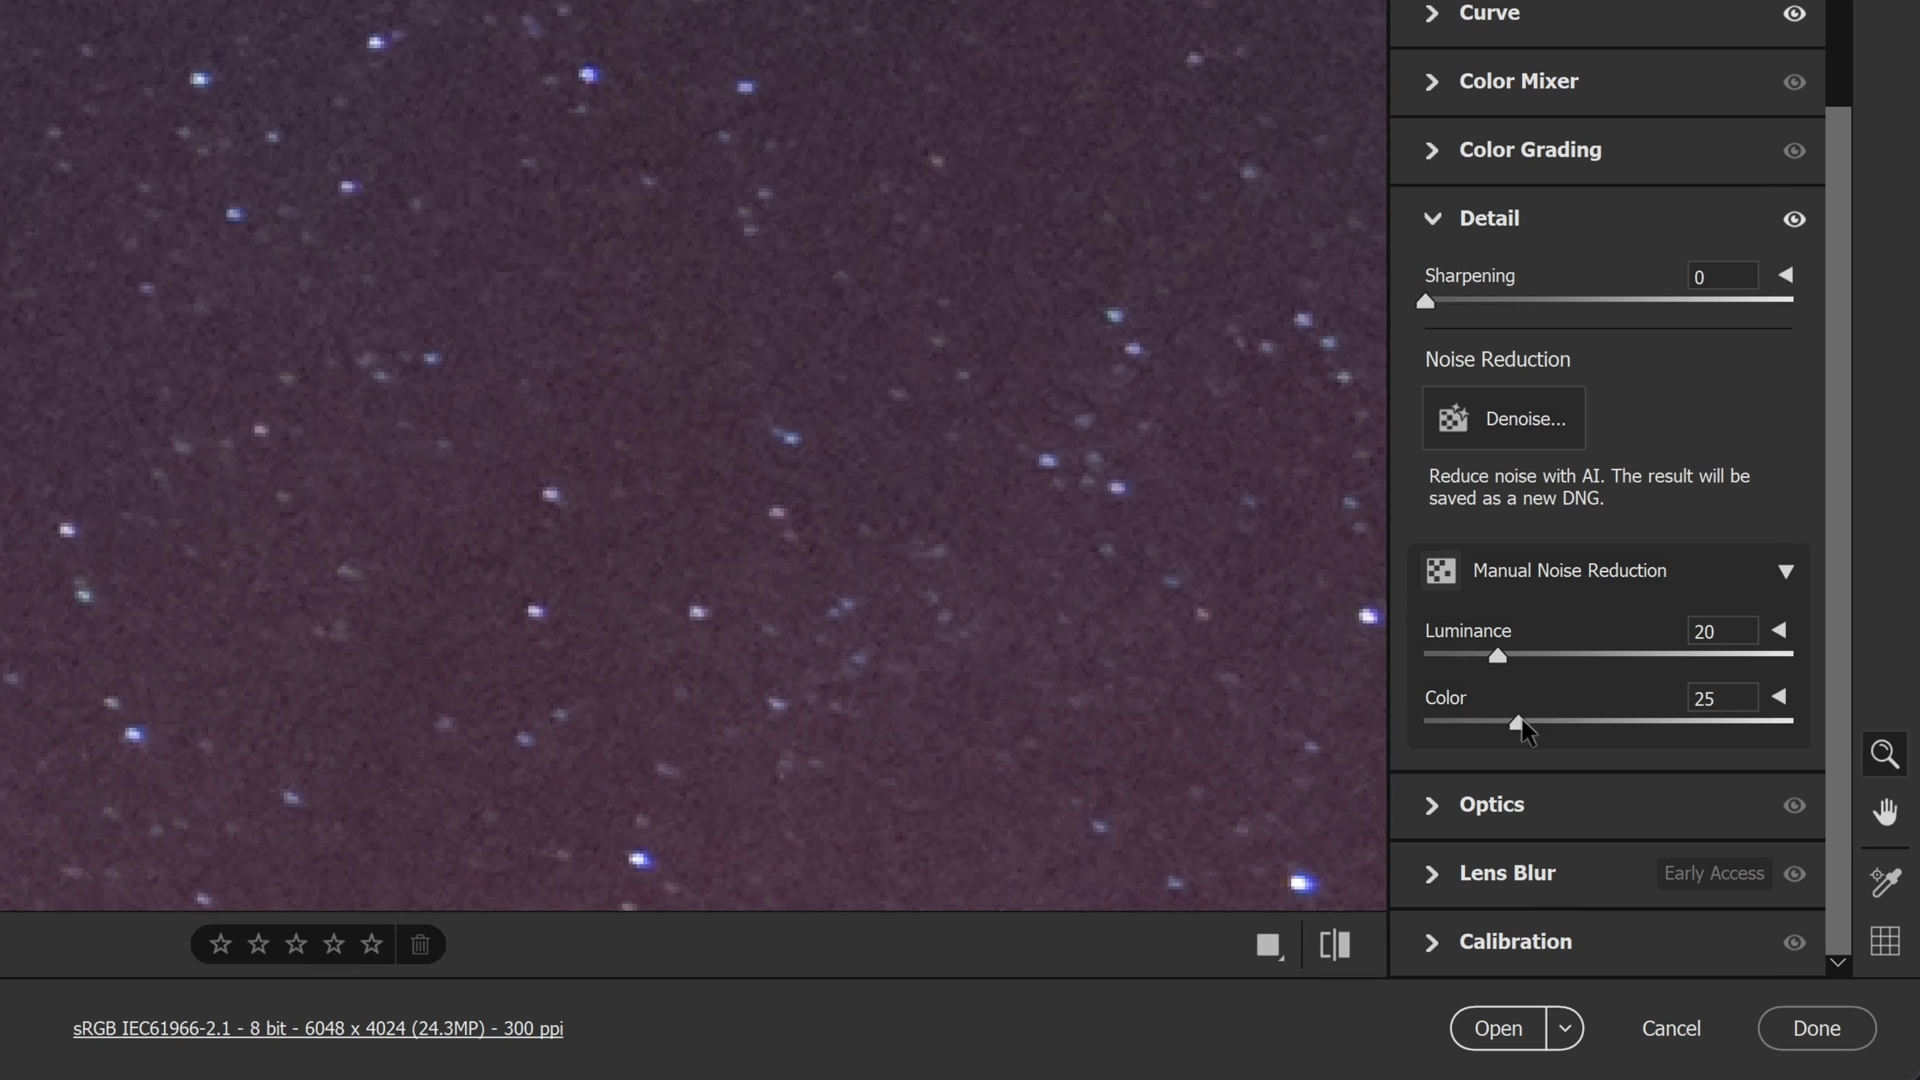 Curve
Color Mixer
Color Grading
Detail
Sharpening 0
Noise Reduction
Denoise...
Reduce noise with AI. The result will be
saved as a new DNG.
Manual Noise Reduction
Luminance 20
Color 25
Optics
Lens Blur Early Access
Calibration
sRGB IEC61966-2.1 - 8 bit - 6048 x 4024 (24.3MP) - 300 ppi
Open Cancel Done